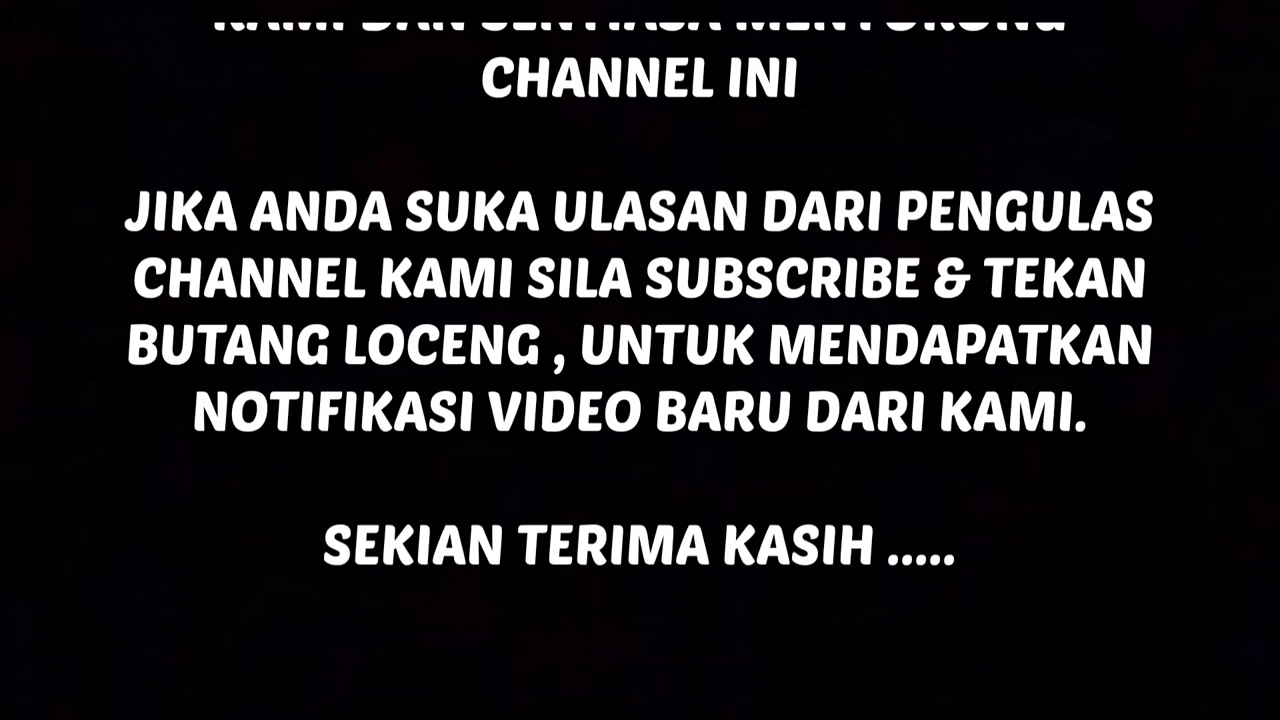 CHANNEL INI
JIKA ANDA SUKA ULASAN DARI PENGULAS
CHANNEL KAMI SILA SUBSCRIBE & TEKAN
BUTANG LOCENG , UNTUK MENDAPATKAN
NOTIFIKASI VIDEO BARU DARI KAMI.
SEKIAN TERIMA KASIH .....